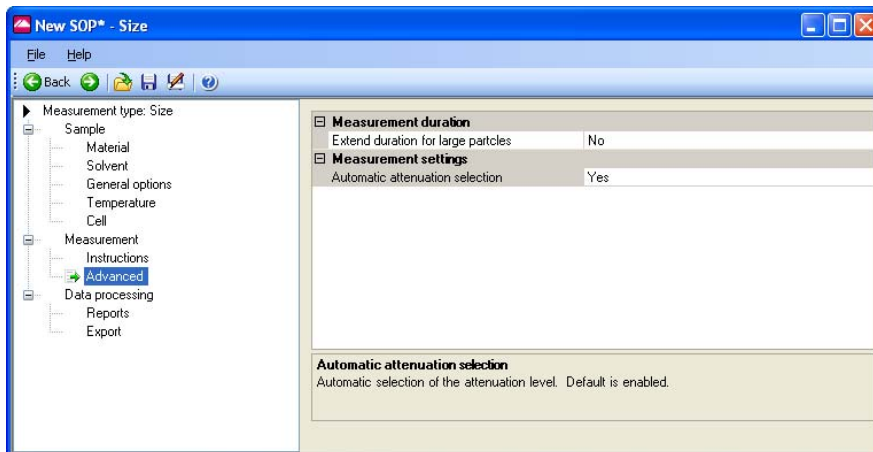 New SOP* - Size
File Help
Back
Measurement type: Size
Sample
Material
Solvent
General options
Temperature
Cell
Measurement
Instructions
Advanced
Data processing
Reports
Export
Measurement duration
Extend duration for large partcles No
Measurement settings
Automatic attenuation selection Yes
Automatic attenuation selection
Automatic selection of the attenuation level. Default is enabled.